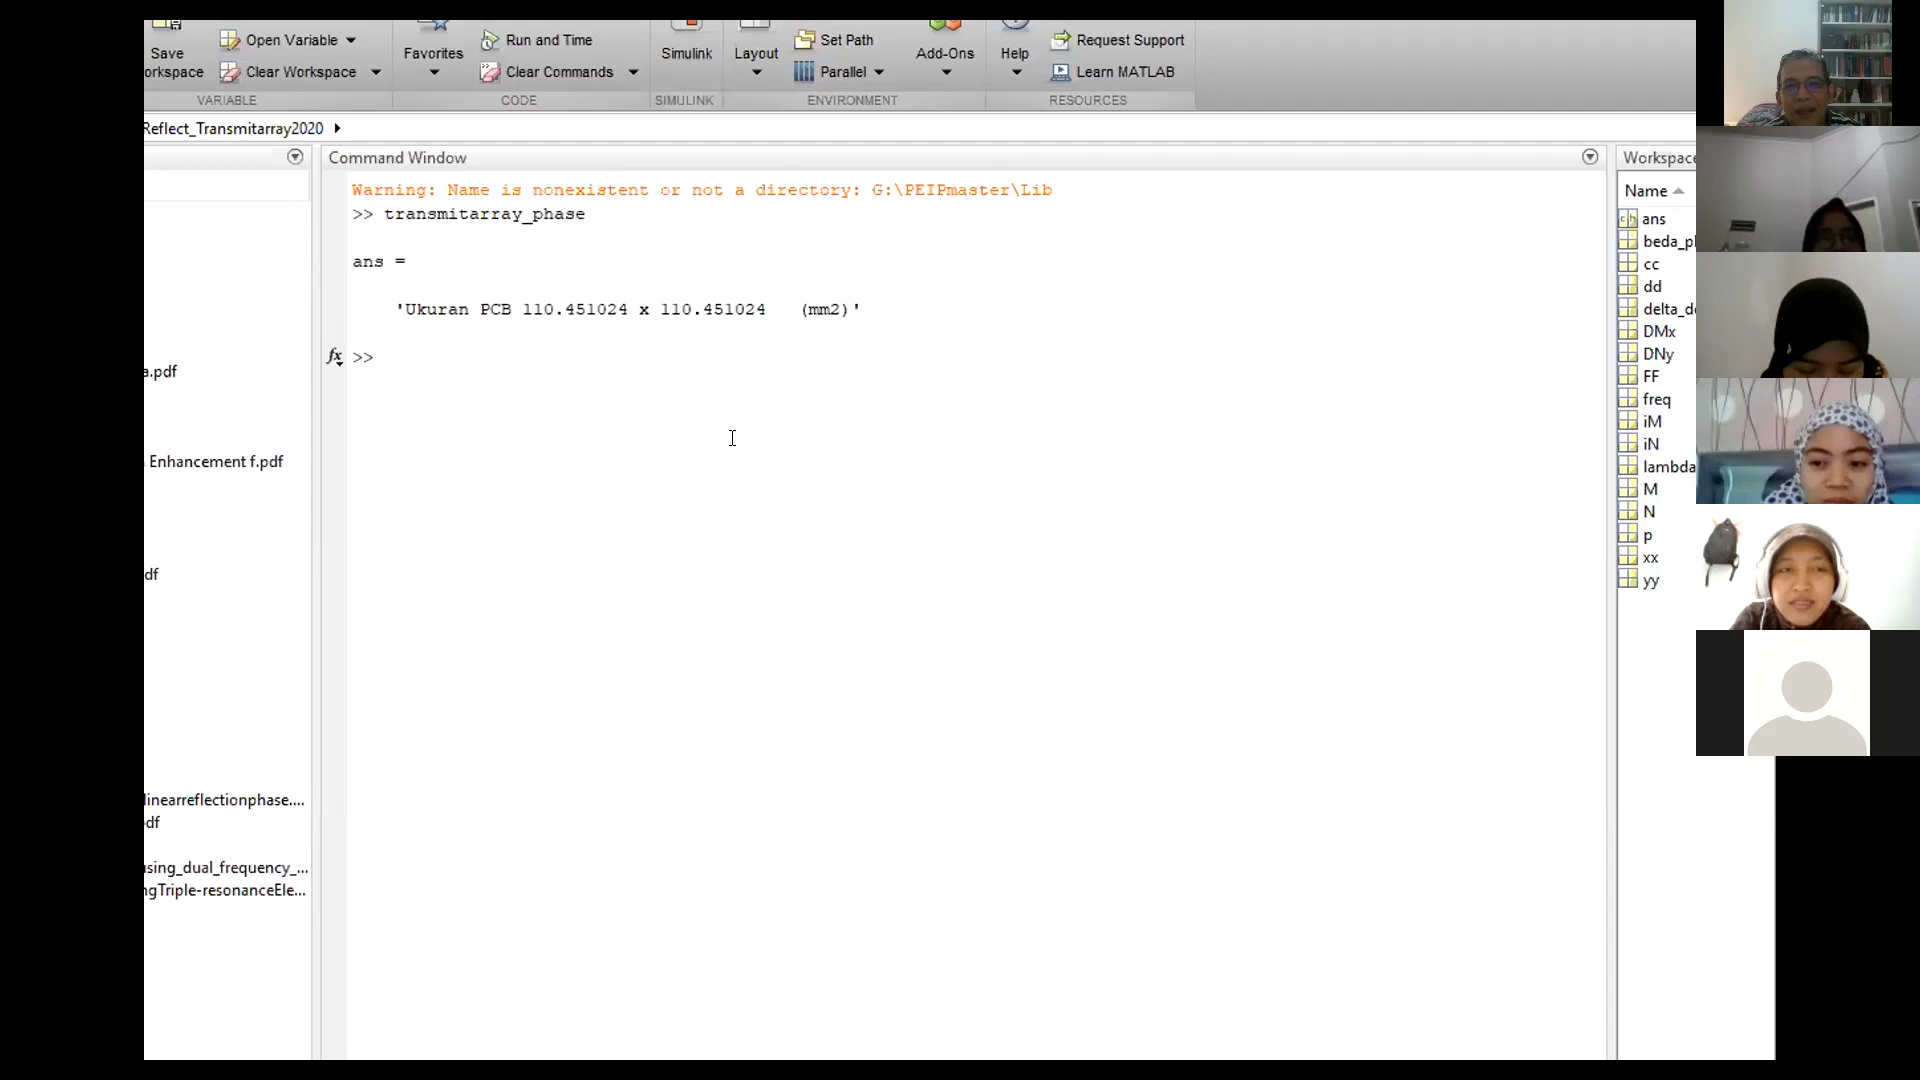 Save
orkspace
Open Variable
Clear Workspace
VARIABLE
Favorites
Run and Time
Clear Commands
CODE
Simulink
SIMULINK
Layout
Set Path
Parallel
ENVIRONMENT
Add-Ons
Help
Request Support
Learn MATLAB
RESOURCES
Reflect_Transmitarray2020
a.pdf
Enhancement f.pdf
df
linearreflectionphase....
df
using_dual_frequency_...
ngTriple-resonanceEle...
Command Window
Warning: Name is nonexistent or not a directory: G:\PEIPmaster\Lib
>> transmitarray_phase
ans =
'Ukuran PCB 110.451024 x 110.451024   (mm2)'
fx >>
Workspace
Name
ans
beda_p
cc
dd
delta_d
DMx
DNy
FF
freq
iM
iN
lambda
M
N
p
xx
yy